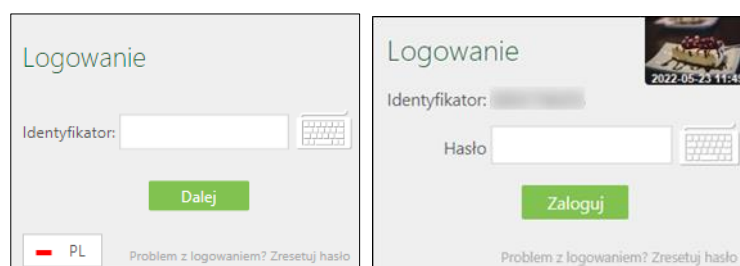 Logowanie
Identyfikator:
Dalej
PL
Problem z logowaniem? Zresetuj hasło
Logowanie
2022-05-23 11:45
Identyfikator:
Hasło
Zaloguj
Problem z logowaniem? Zresetuj hasło